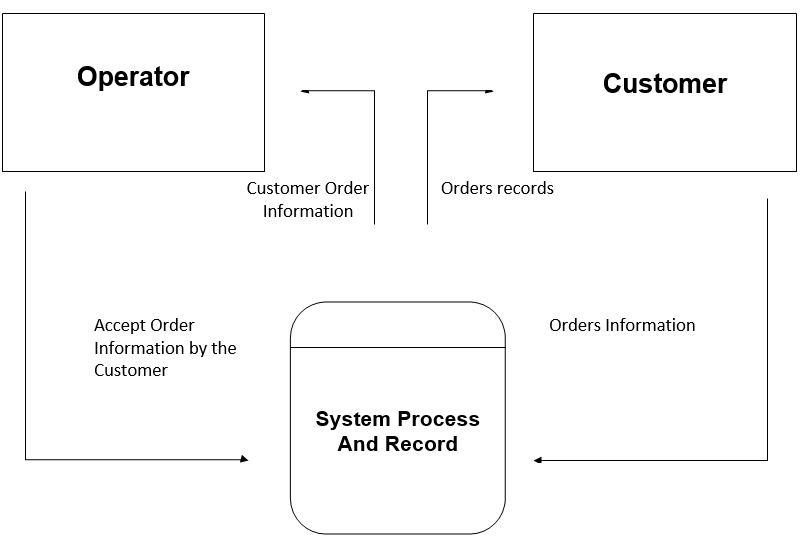 Operator
Customer
Customer Order
Information
Orders records
Accept Order
Information by the
Customer
Orders Information
System Process
And Record